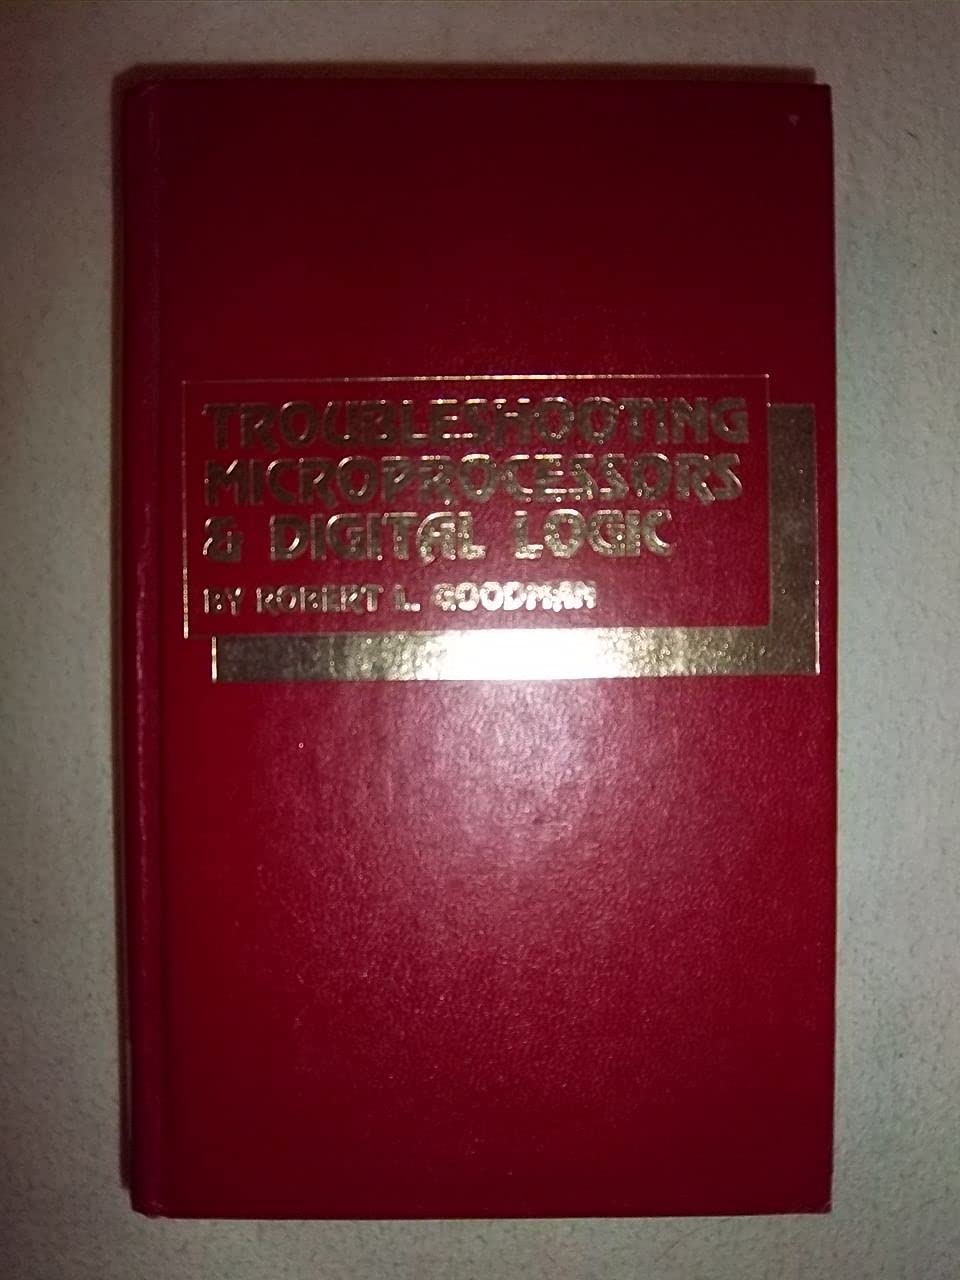 TROUBLESHOOTING
MICROPROCESSORS
& DIGITAL LOGIC
BY ROBERT L. GOODMAN